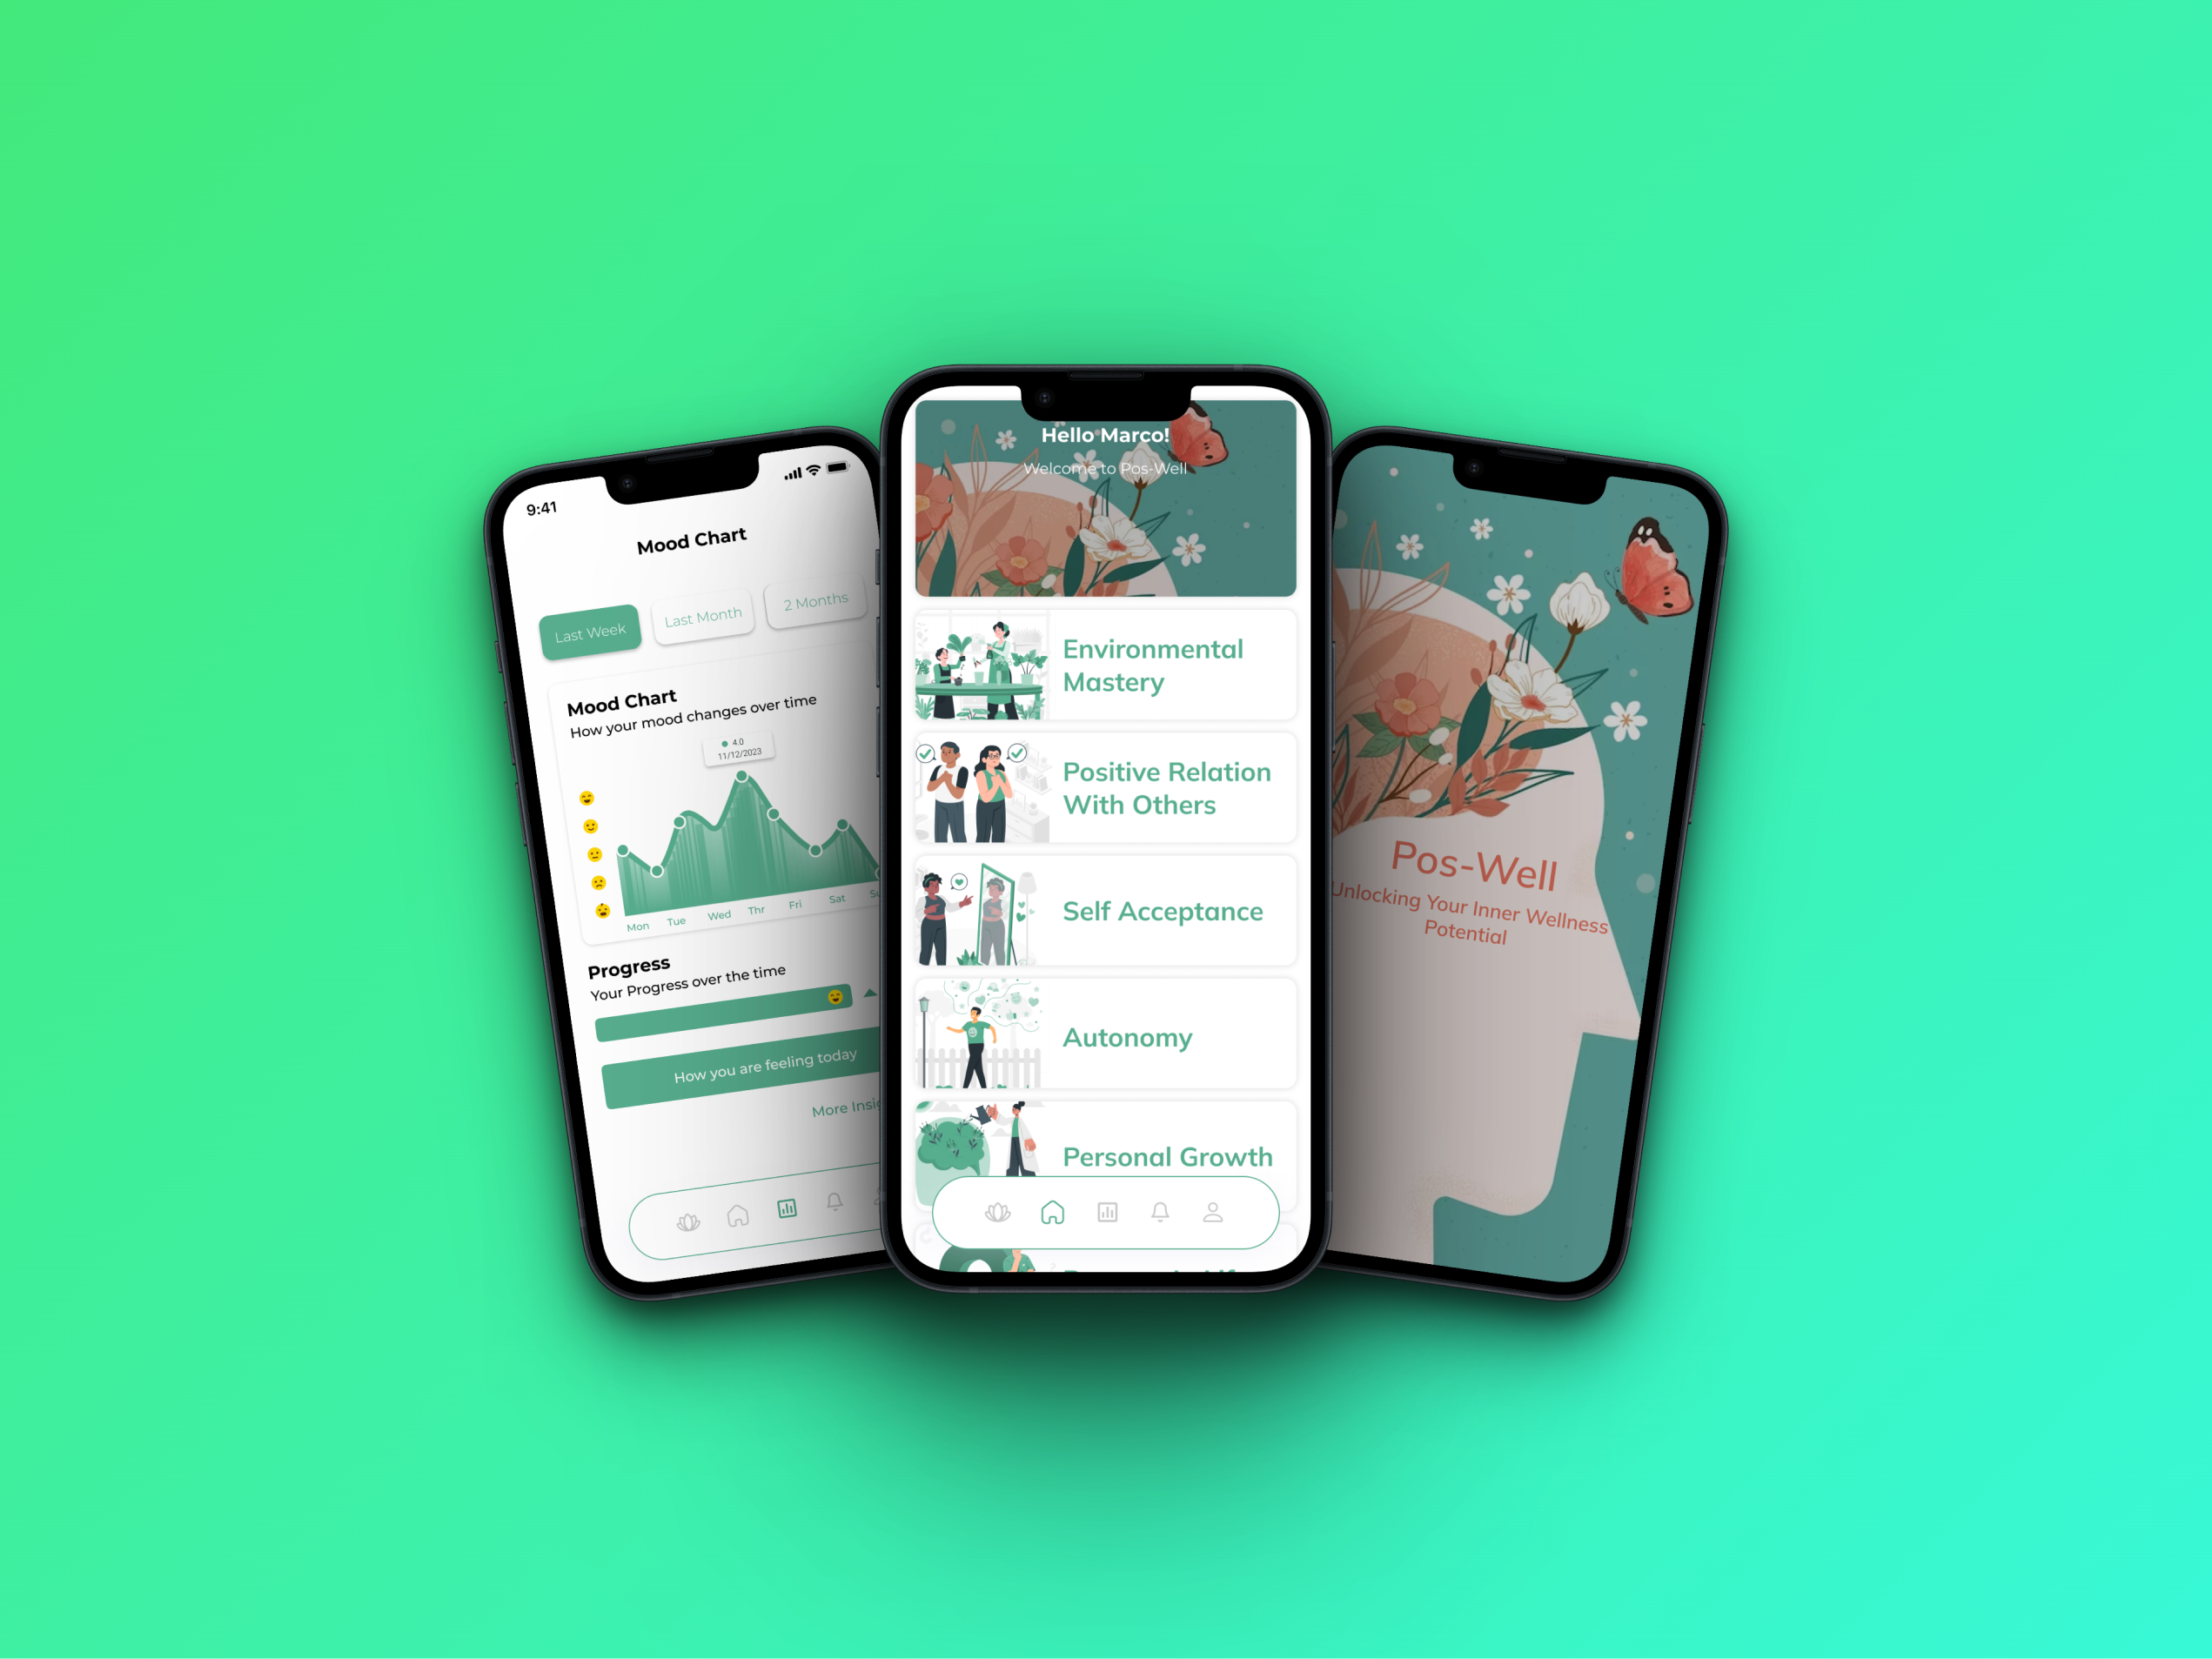 9:41
Mood Chart
Last Week
Last Month
2 Months
Mood Chart
How your mood changes over time
4.0
11/12/2023
Mon
Tue
Wed
Thr
Fri
Sat
Progress
Your Progress over the time
How you are feeling today
More
Hello Marco!
Welcome to Pos-Well
Environmental
Mastery
Positive Relation
With Others
Self Acceptance
Autonomy
Personal Growth
Pos-Well
Unlocking Your Inner Wellness
Potential